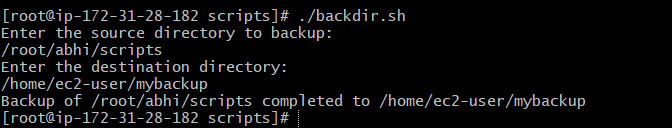 [root@ip-172-31-28-182 scripts]# ./backdir.sh
Enter the source directory to backup:
/root/abhi/scripts
Enter the destination directory:
/home/ec2-user/mybackup
Backup of /root/abhi/scripts completed to /home/ec2-user/mybackup
[root@ip-172-31-28-182 scripts]#